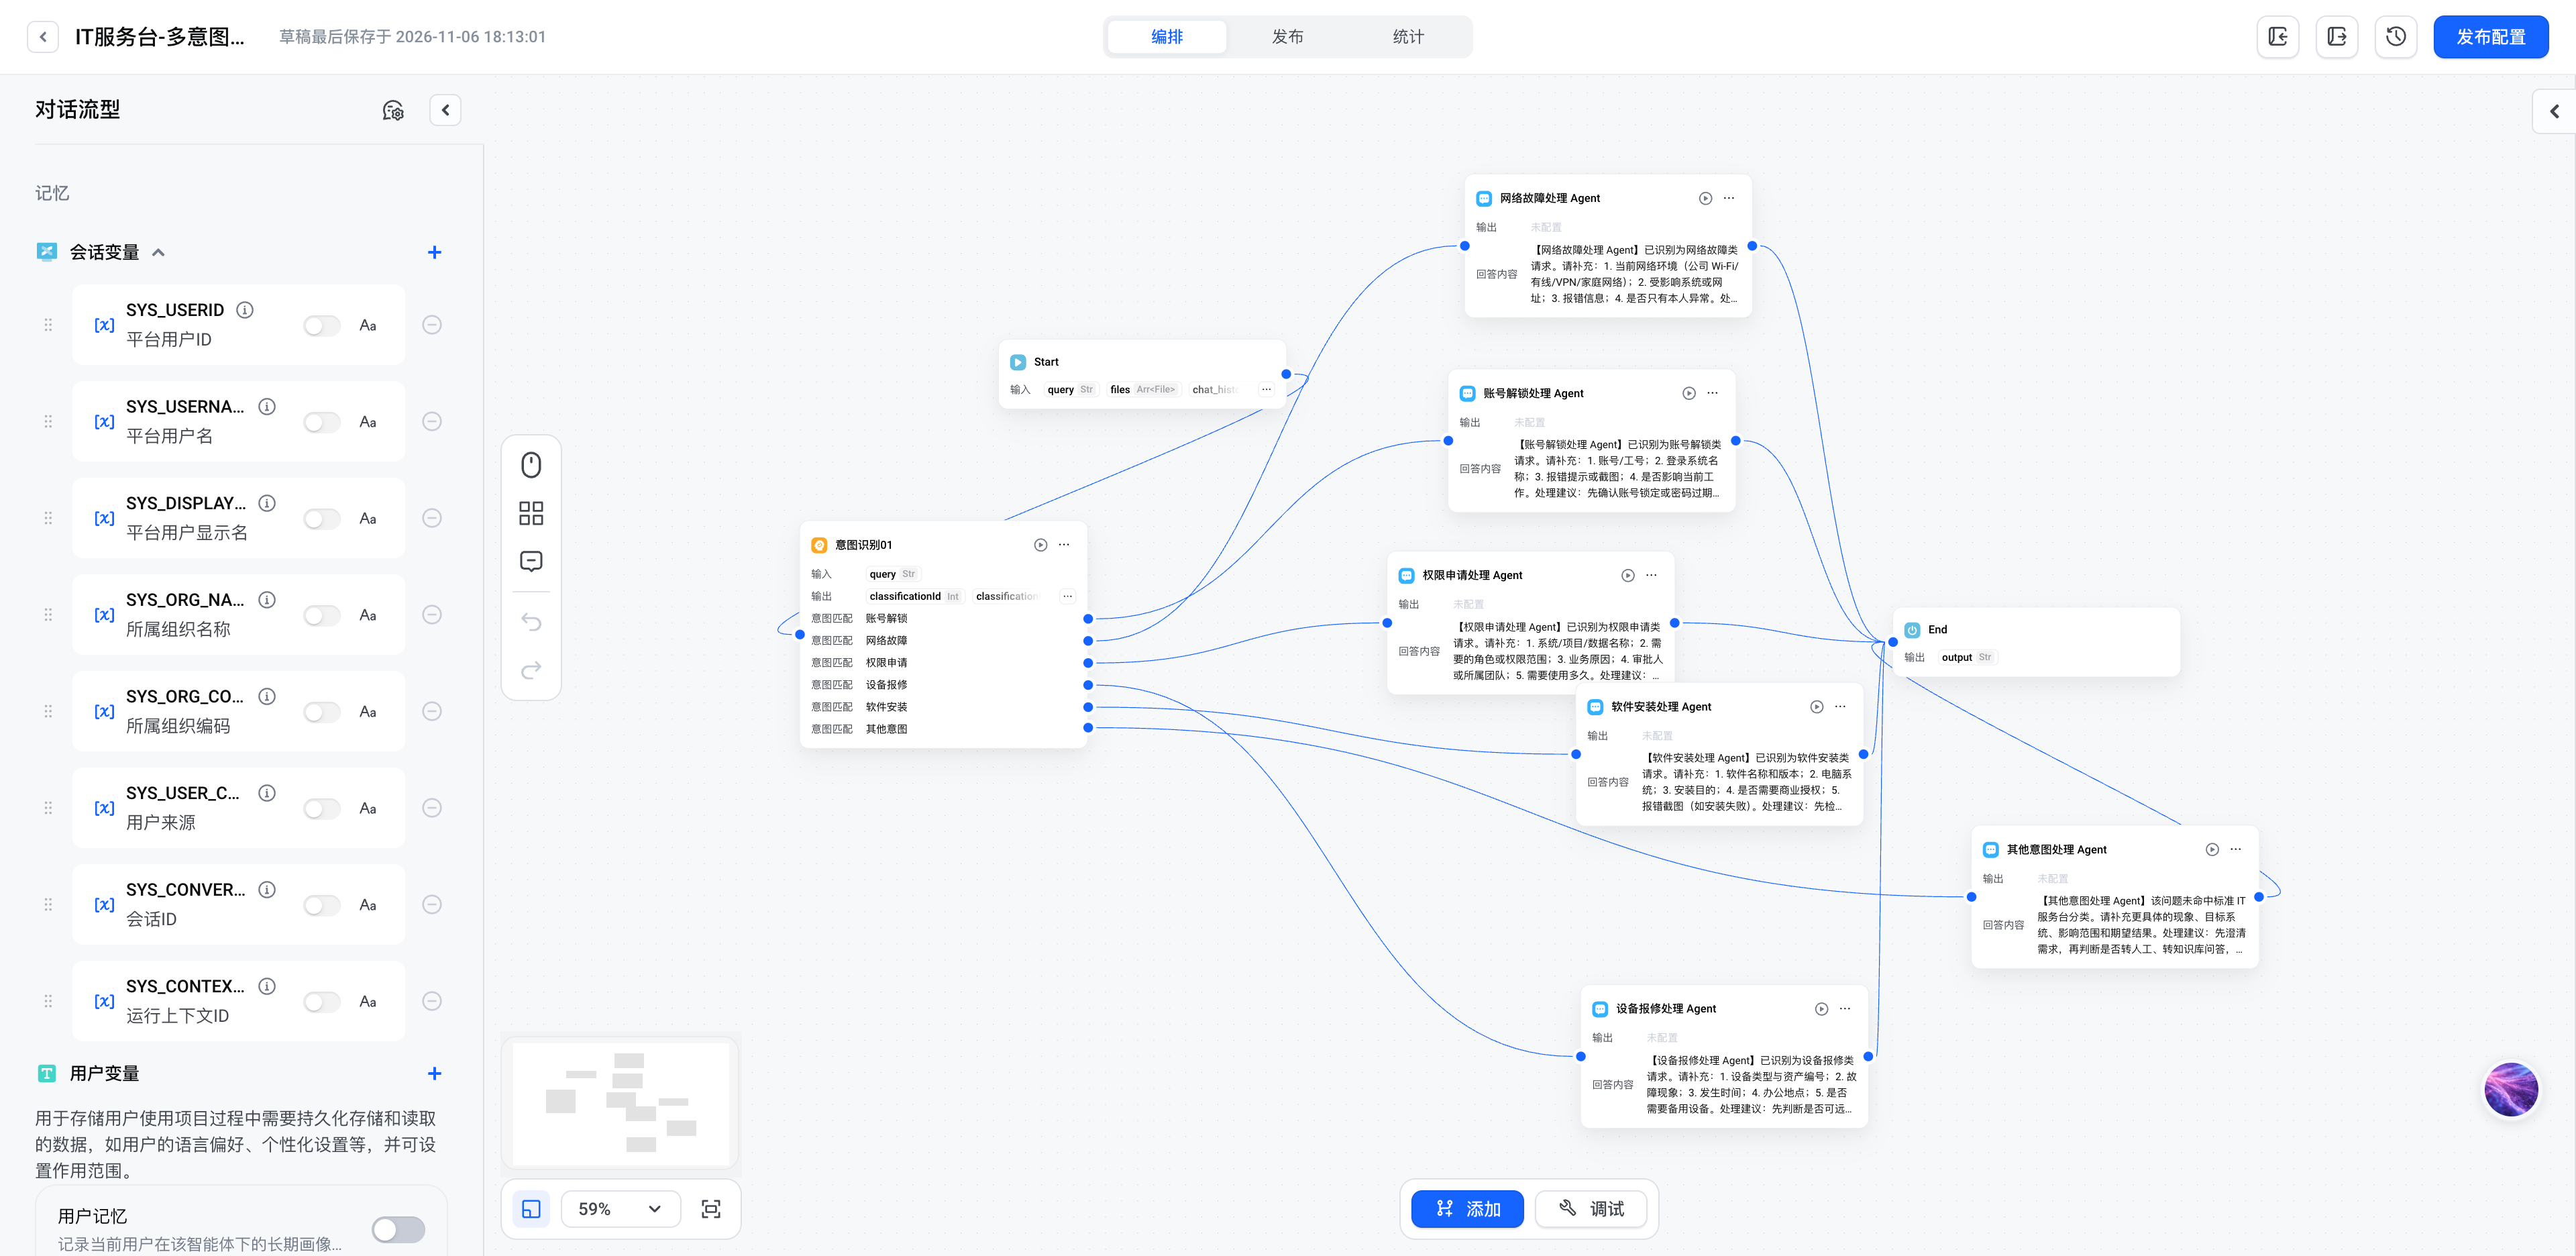 IT服务台-多意图...
草稿最后保存于 2026-11-06 18:13:01
编排
发布
统计
发布配置
对话流型
记忆
会话变量
SYS_USERID
平台用户ID
Aa
SYS_USERNA...
平台用户名
Aa
SYS_DISPLAY...
平台用户显示名
Aa
SYS_ORG_NA...
所属组织名称
Aa
SYS_ORG_CO...
所属组织编码
Aa
SYS_USER_C...
用户来源
Aa
SYS_CONVER...
会话ID
Aa
SYS_CONTEX...
运行上下文ID
Aa
用户变量
用于存储用户使用项目过程中需要持久化存储和读取
的数据，如用户的语言偏好、个性化设置等，并可设
置作用范围。
用户记忆
记录当前用户在该智能体下的长期画像...
59%
添加
调试
Start
输入 query Str files Arr<File> chat_hist
意图识别01
输入 query Str
输出 classificationId Int classification
意图匹配 账号解锁
意图匹配 网络故障
意图匹配 权限申请
意图匹配 设备报修
意图匹配 软件安装
意图匹配 其他意图
网络故障处理 Agent
输出 未配置
回答内容
【网络故障处理 Agent】已识别为网络故障类
请求。请补充：1. 当前网络环境（公司 Wi-Fi/
有线/VPN/家庭网络）；2. 受影响系统或网
址；3. 报错信息；4. 是否只有本人异常。处...
账号解锁处理 Agent
输出 未配置
回答内容
【账号解锁处理 Agent】已识别为账号解锁类
请求。请补充：1. 账号/工号；2. 登录系统名
称；3. 报错提示或截图；4. 是否影响当前工
作。处理建议：先确认账号锁定或密码过期...
权限申请处理 Agent
输出 未配置
回答内容
【权限申请处理 Agent】已识别为权限申请类
请求。请补充：1. 系统/项目/数据名称；2. 需
要的角色或权限范围；3. 业务原因；4. 审批人
或所属团队；5. 需要使用多久。处理建议：...
软件安装处理 Agent
输出 未配置
回答内容
【软件安装处理 Agent】已识别为软件安装类
请求。请补充：1. 软件名称和版本；2. 电脑系
统；3. 安装目的；4. 是否需要商业授权；5.
报错截图（如安装失败）。处理建议：先检...
End
输出 output Str
其他意图处理 Agent
输出 未配置
回答内容
【其他意图处理 Agent】该问题未命中标准 IT
服务台分类。请补充更具体的现象、目标系
统、影响范围和期望结果。处理建议：先澄清
需求，再判断是否转人工、转知识库问答，...
设备报修处理 Agent
输出 未配置
回答内容
【设备报修处理 Agent】已识别为设备报修类
请求。请补充：1. 设备类型与资产编号；2. 故
障现象；3. 发生时间；4. 办公地点；5. 是否
需要备用设备。处理建议：先判断是否可远...